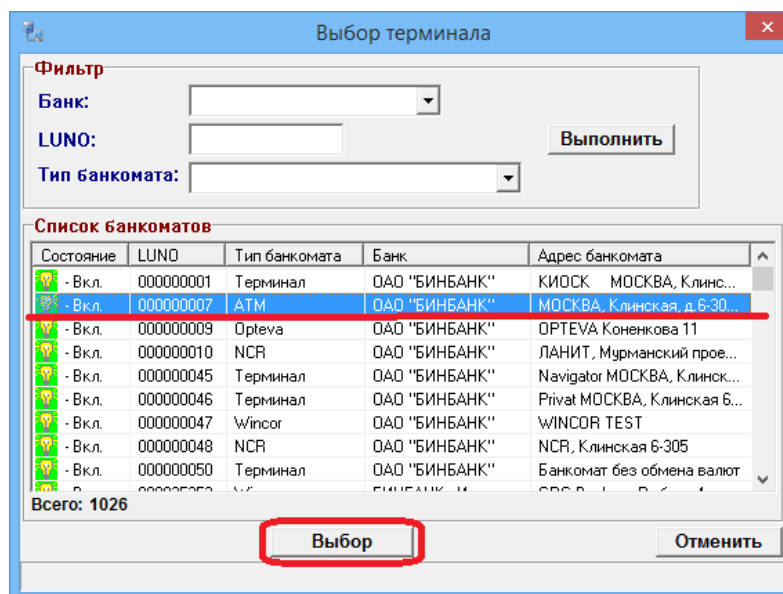 Выбор терминала
Фильтр
Банк:
LUNO:
Выполнить
Тип банкомата:
Список банкоматов
Состояние LUNO Тип банкомата Банк Адрес банкомата
- Вкл. 000000001 Терминал ОАО "БИНБАНК" КИОСК МОСКВА, Клинс...
- Вкл. 000000007 ATM ОАО "БИНБАНК" МОСКВА, Клинская, д.6-30...
- Вкл. 000000009 Opteva ОАО "БИНБАНК" OPTEVA Коненкова 11
- Вкл. 000000010 NCR ОАО "БИНБАНК" ЛАНИТ, Мурманский прое...
- Вкл. 000000045 Терминал ОАО "БИНБАНК" Navigator МОСКВА, Клинск...
- Вкл. 000000046 Терминал ОАО "БИНБАНК" Privat МОСКВА, Клинская 6...
- Вкл. 000000047 Wincor ОАО "БИНБАНК" WINCOR TEST
- Вкл. 000000048 NCR ОАО "БИНБАНК" NCR, Клинская 6-305
- Вкл. 000000050 Терминал ОАО "БИНБАНК" Банкомат без обмена валют
Всего: 1026
Выбор Отменить